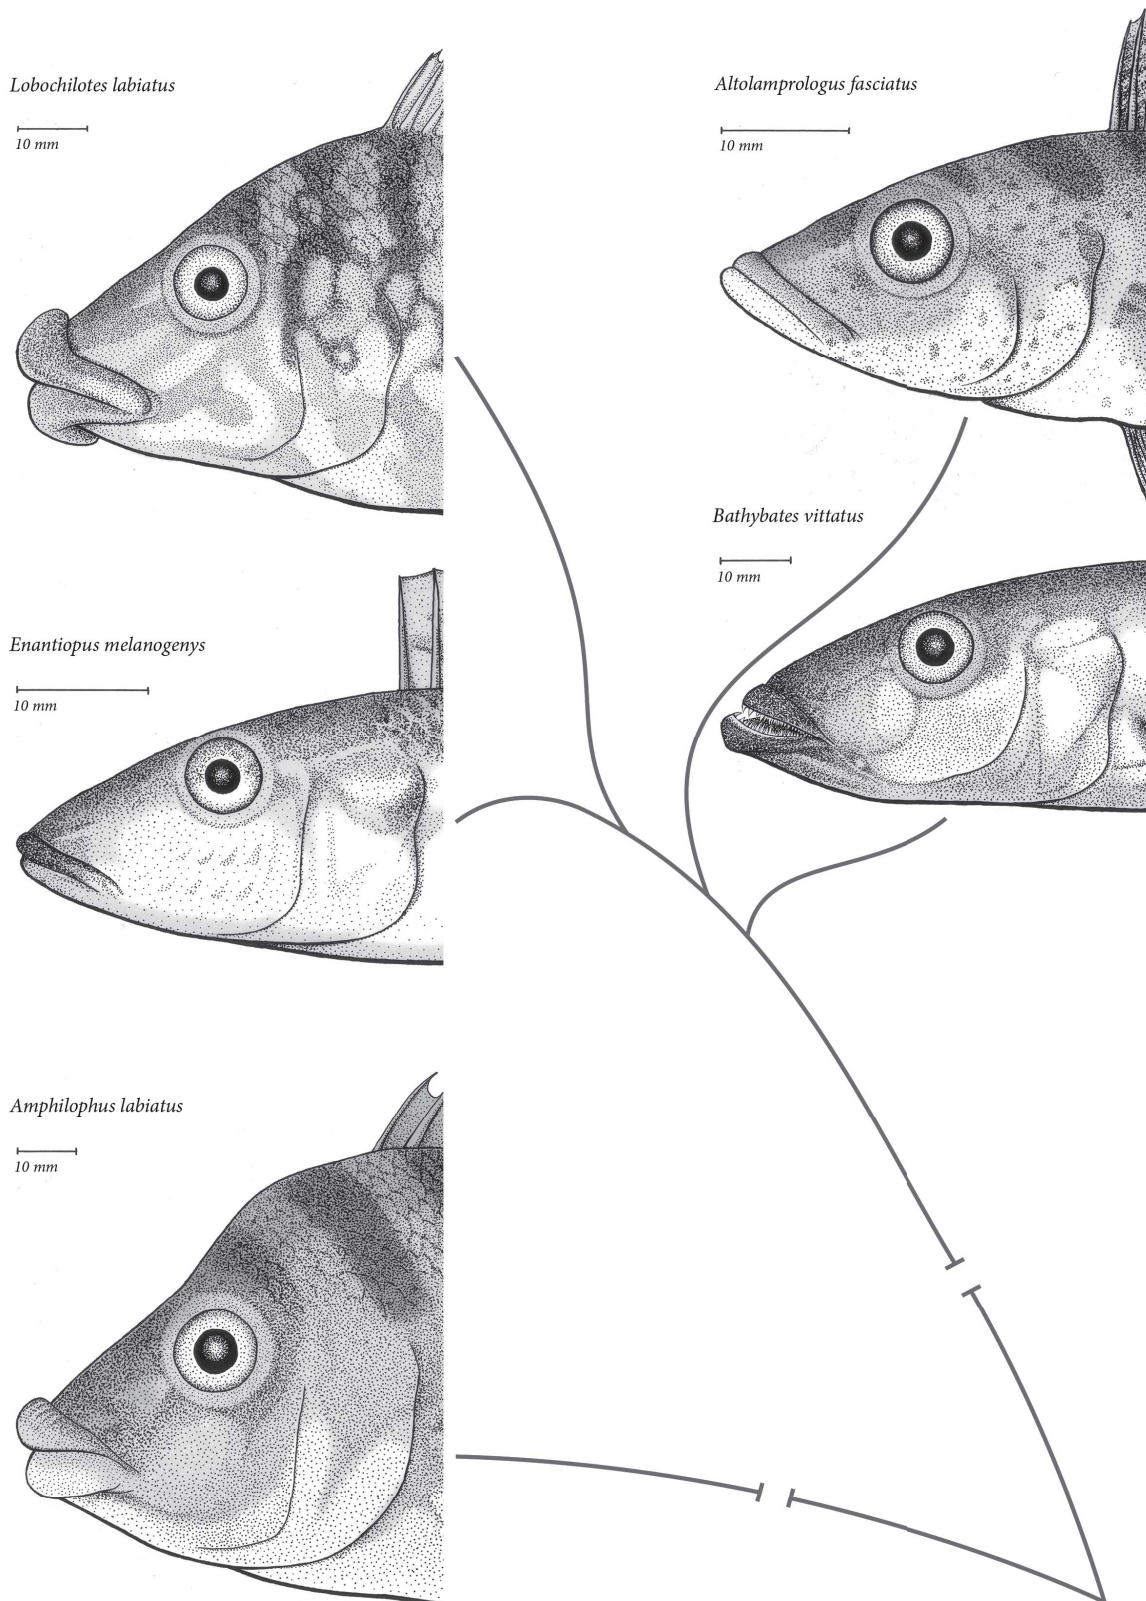 Lobochilotes labiatus
10 mm
Altolamprologus fasciatus
10 mm
Bathybates vittatus
10 mm
Enantiopus melanogenys
10 mm
Amphilophus labiatus
10 mm